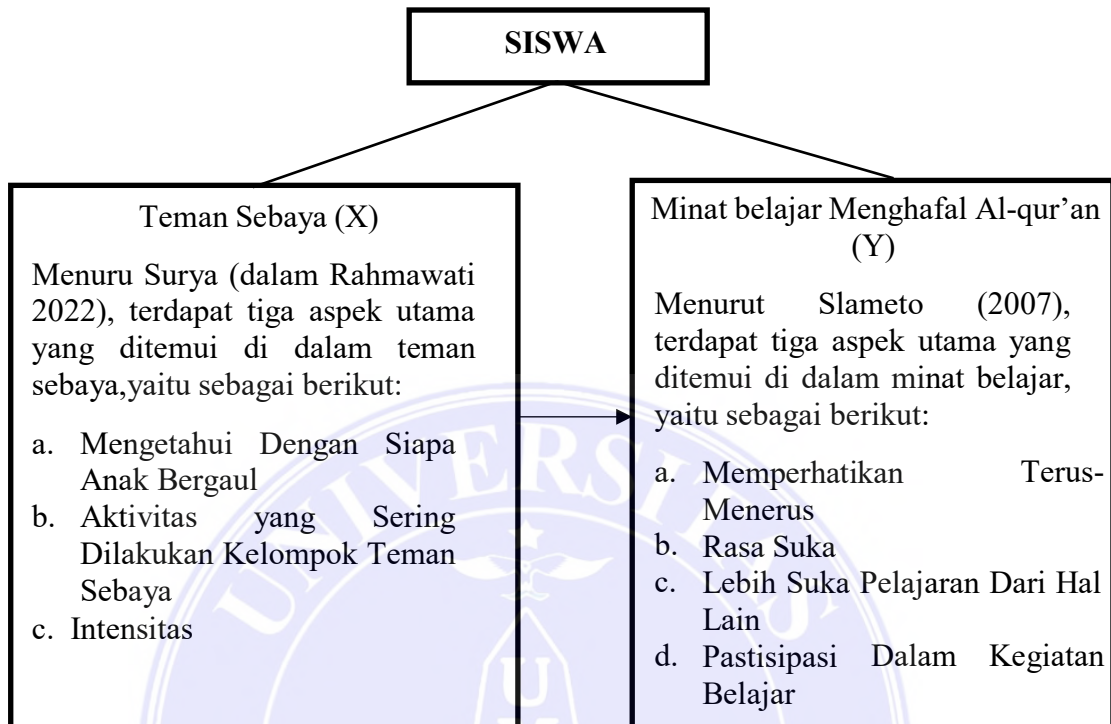 SISWA
Teman Sebaya (X)
Menuru Surya (dalam Rahmawati
2022), terdapat tiga aspek utama
yang ditemui di dalam teman
sebaya,yaitu sebagai berikut:
a. Mengetahui Dengan Siapa
Anak Bergaul
b. Aktivitas yang Sering
Dilakukan Kelompok Teman
Sebaya
c. Intensitas
Minat belajar Menghafal Al-qur’an
(Y)
Menurut Slameto (2007),
terdapat tiga aspek utama yang
ditemui di dalam minat belajar,
yaitu sebagai berikut:
a. Memperhatikan Terus-
Menerus
b. Rasa Suka
c. Lebih Suka Pelajaran Dari Hal
Lain
d. Pastisipasi Dalam Kegiatan
Belajar
UNIVERSITAS
U